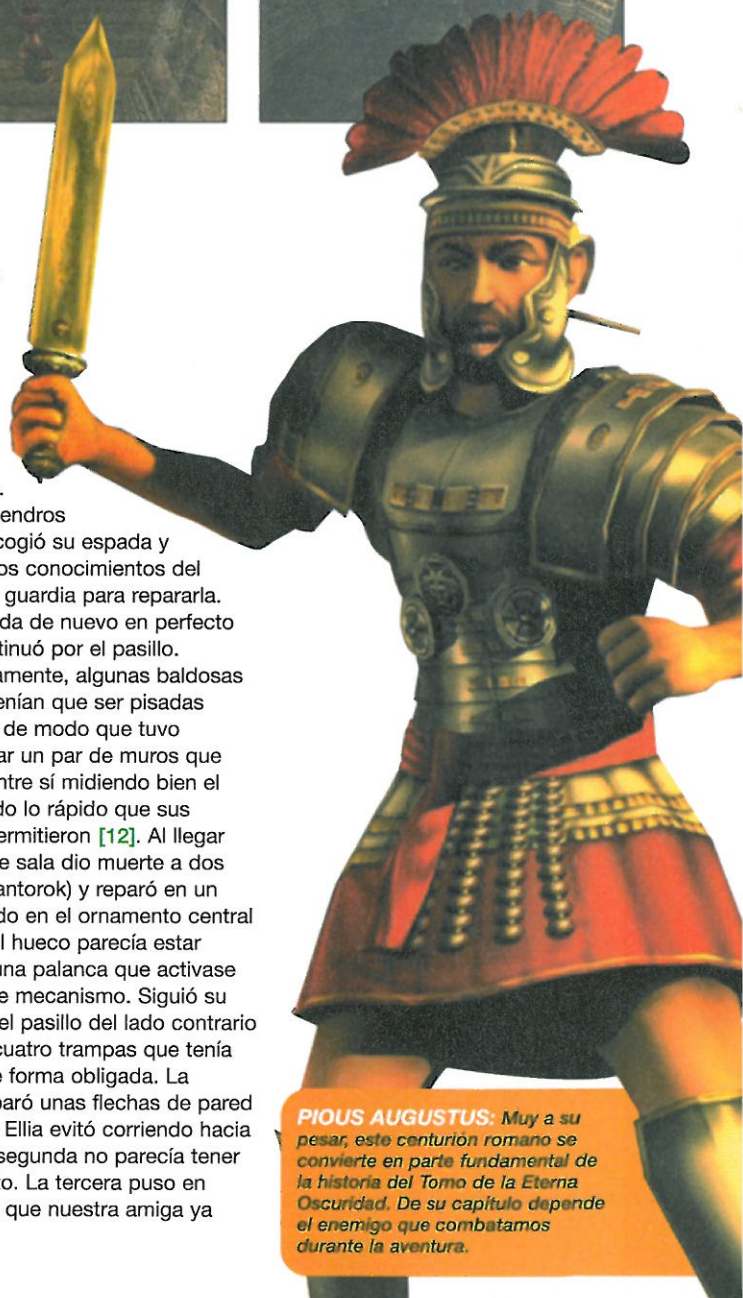 .
endros
cogió su espada y
os conocimientos del
guardia para repararla.
da de nuevo en perfecto
tinuó por el pasillo.
amente, algunas baldosas
enían que ser pisadas
de modo que tuvo
ar un par de muros que
ntre sí midiendo bien el
do lo rápido que sus
ermitieron [12]. Al llegar
e sala dio muerte a dos
antorok) y reparó en un
do en el ornamento central
l hueco parecía estar
una palanca que activase
e mecanismo. Siguió su
el pasillo del lado contrario
cuatro trampas que tenía
e forma obligada. La
paró unas flechas de pared
Ellia evitó corriendo hacia
segunda no parecía tener
to. La tercera puso en
que nuestra amiga ya
PIOUS AUGUSTUS: Muy a su
pesar, este centurión romano se
convierte en parte fundamental de
la historia del Tomo de la Eterna
Oscuridad. De su capítulo depende
el enemigo que combatamos
durante la aventura.